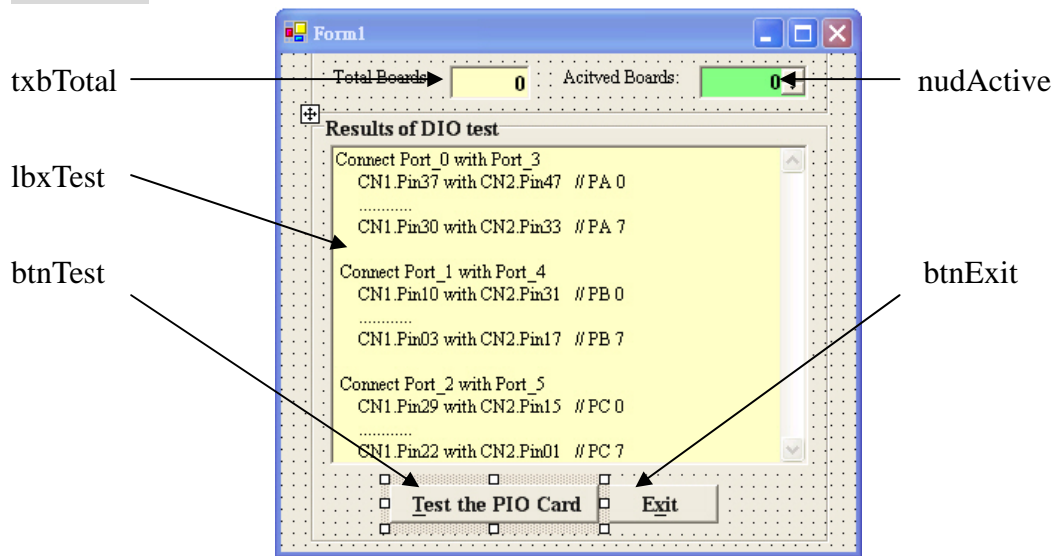 Form1
txbTotal
Total Boards:
0
Acitved Boards:
0
nudActive
Results of DIO test
lbxTest
Connect Port_0 with Port_3
CN1.Pin37 with CN2.Pin47 // PA 0
............
CN1.Pin30 with CN2.Pin33 // PA 7
btnTest
btnExit
Connect Port_1 with Port_4
CN1.Pin10 with CN2.Pin31 // PB 0
............
CN1.Pin03 with CN2.Pin17 // PB 7
Connect Port_2 with Port_5
CN1.Pin29 with CN2.Pin15 // PC 0
............
CN1.Pin22 with CN2.Pin01 // PC 7
Test the PIO Card
Exit